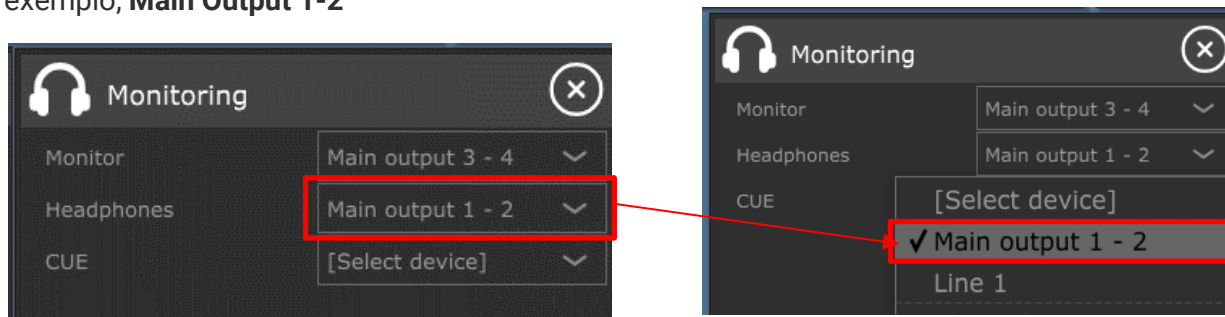 exemplo, Main Output 1-2
Monitoring
Monitor Main output 3 - 4
Headphones Main output 1 - 2
CUE [Select device]
Monitoring
Monitor Main output 3 - 4
Headphones Main output 1 - 2
CUE [Select device]
✓ Main output 1 - 2
Line 1